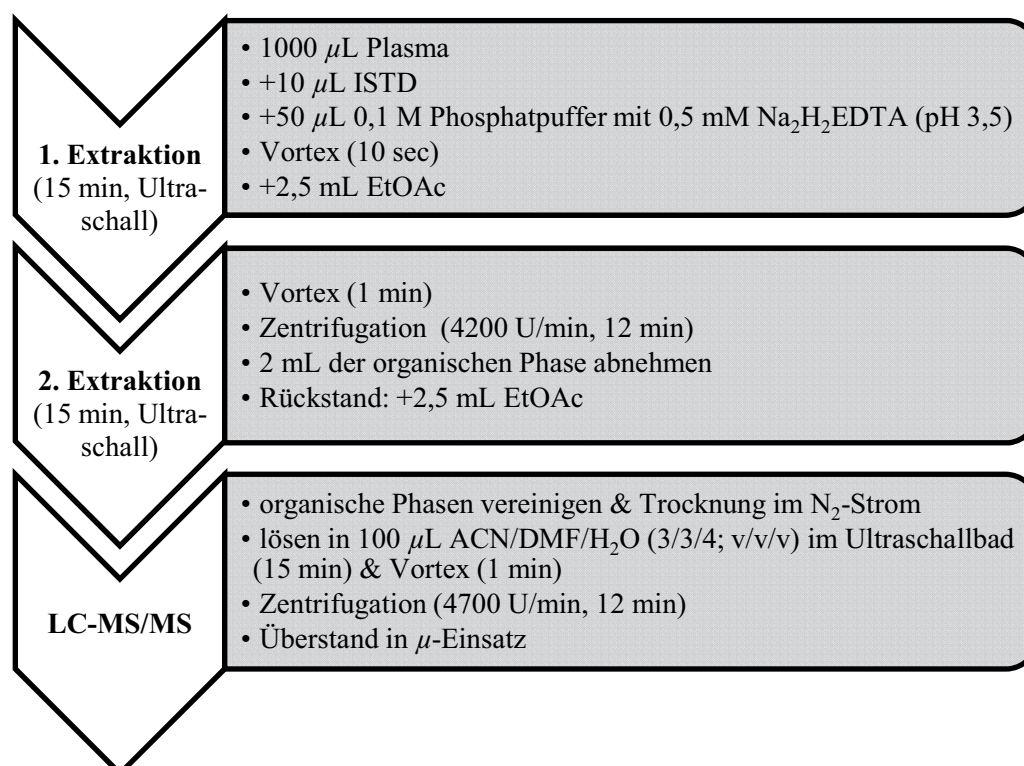 1. Extraktion
(15 min, Ultra-
schall)
• 1000 µL Plasma
• +10 µL ISTD
• +50 µL 0,1 M Phosphatpuffer mit 0,5 mM Na₂H₂EDTA (pH 3,5)
• Vortex (10 sec)
• +2,5 mL EtOAc
2. Extraktion
(15 min, Ultra-
schall)
• Vortex (1 min)
• Zentrifugation (4200 U/min, 12 min)
• 2 mL der organischen Phase abnehmen
• Rückstand: +2,5 mL EtOAc
LC-MS/MS
• organische Phasen vereinigen & Trocknung im N₂-Strom
• lösen in 100 µL ACN/DMF/H₂O (3/3/4; v/v/v) im Ultraschallbad
(15 min) & Vortex (1 min)
• Zentrifugation (4700 U/min, 12 min)
• Überstand in µ-Einsatz